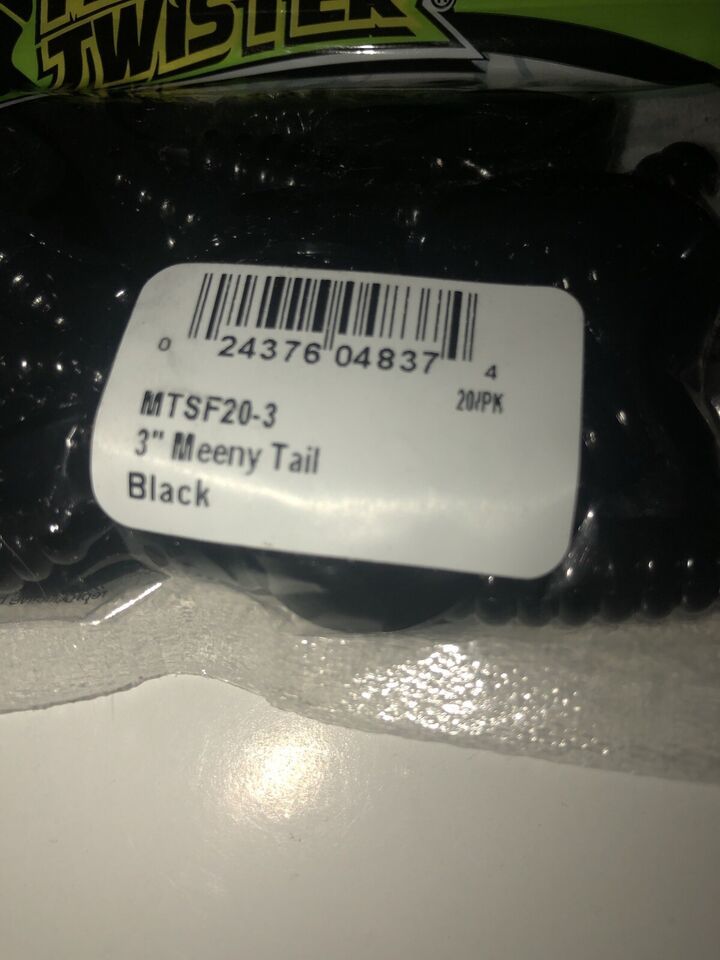 TWISTER®
0 24376 04837 4
MTSF20-3 20/PK
3" Meeny Tail
Black